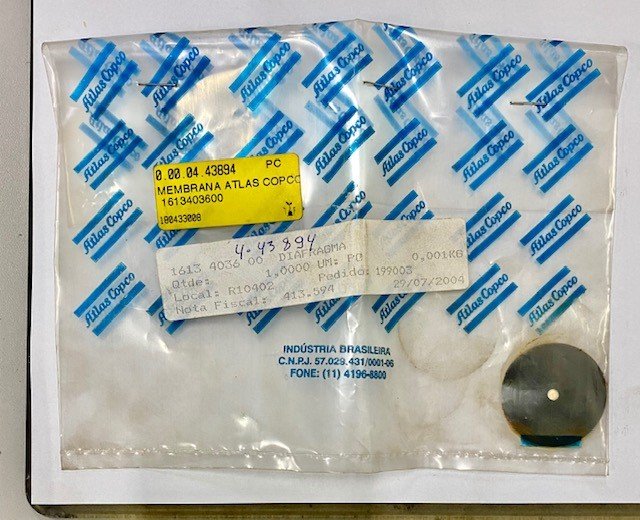 Atlas Copco
0.00.04.43894 PC
MEMBRANA ATLAS COPCO
1613403600
180433008
4-43894
1613 4036 00 DIAFRAGMA
Qtde: 1,0000 UM: PC 0,001KG
Local: R10402 Pedido: 199003
Nota Fiscal: 413.594 29/07/2004
INDÚSTRIA BRASILEIRA
C.N.P.J. 57.029.431/0001-06
FONE: (11) 4196-8800